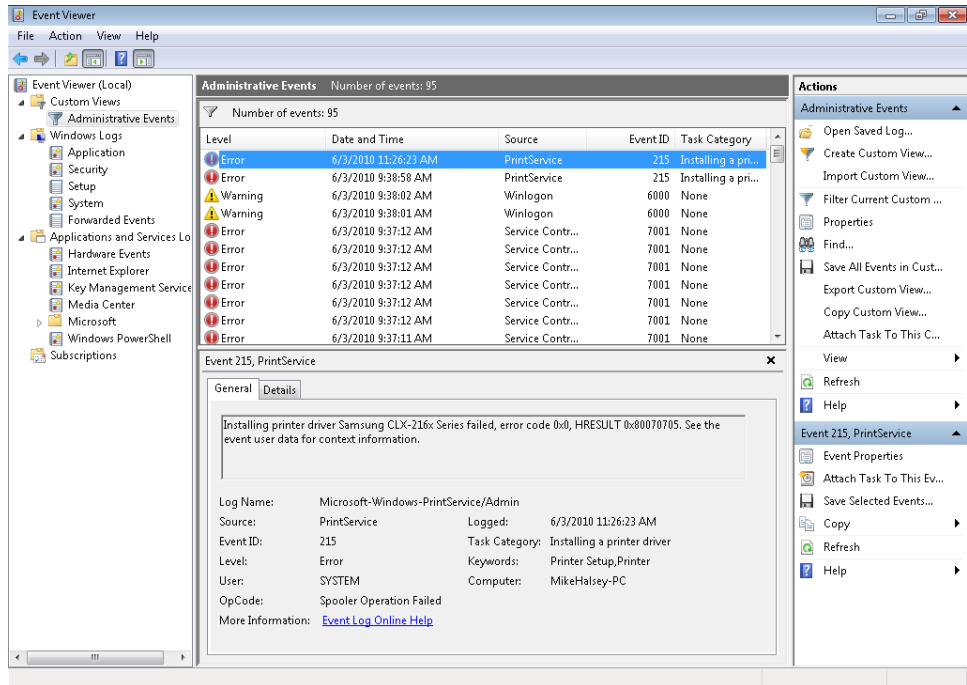 Event Viewer
File Action View Help
Event Viewer (Local)
Custom Views
Administrative Events
Windows Logs
Application
Security
Setup
System
Forwarded Events
Applications and Services Lo
Hardware Events
Internet Explorer
Key Management Service
Media Center
Microsoft
Windows PowerShell
Subscriptions
Administrative Events Number of events: 95
Number of events: 95
Level Date and Time Source Event ID Task Category
Error 6/3/2010 11:26:23 AM PrintService 215 Installing a pri...
Error 6/3/2010 9:38:58 AM PrintService 215 Installing a pri...
Warning 6/3/2010 9:38:02 AM Winlogon 6000 None
Warning 6/3/2010 9:38:01 AM Winlogon 6000 None
Error 6/3/2010 9:37:12 AM Service Contr... 7001 None
Error 6/3/2010 9:37:12 AM Service Contr... 7001 None
Error 6/3/2010 9:37:12 AM Service Contr... 7001 None
Error 6/3/2010 9:37:12 AM Service Contr... 7001 None
Error 6/3/2010 9:37:12 AM Service Contr... 7001 None
Error 6/3/2010 9:37:12 AM Service Contr... 7001 None
Error 6/3/2010 9:37:11 AM Service Contr... 7001 None
Event 215, PrintService
General Details
Installing printer driver Samsung CLX-216x Series failed, error code 0x0, HRESULT 0x80070705. See the
event user data for context information.
Log Name: Microsoft-Windows-PrintService/Admin
Source: PrintService Logged: 6/3/2010 11:26:23 AM
Event ID: 215 Task Category: Installing a printer driver
Level: Error Keywords: Printer Setup,Printer
User: SYSTEM Computer: MikeHalsey-PC
OpCode: Spooler Operation Failed
More Information: Event Log Online Help
Actions
Administrative Events
Open Saved Log...
Create Custom View...
Import Custom View...
Filter Current Custom ...
Properties
Find...
Save All Events in Cust...
Export Custom View...
Copy Custom View...
Attach Task To This C...
View
Refresh
Help
Event 215, PrintService
Event Properties
Attach Task To This Ev...
Save Selected Events...
Copy
Refresh
Help